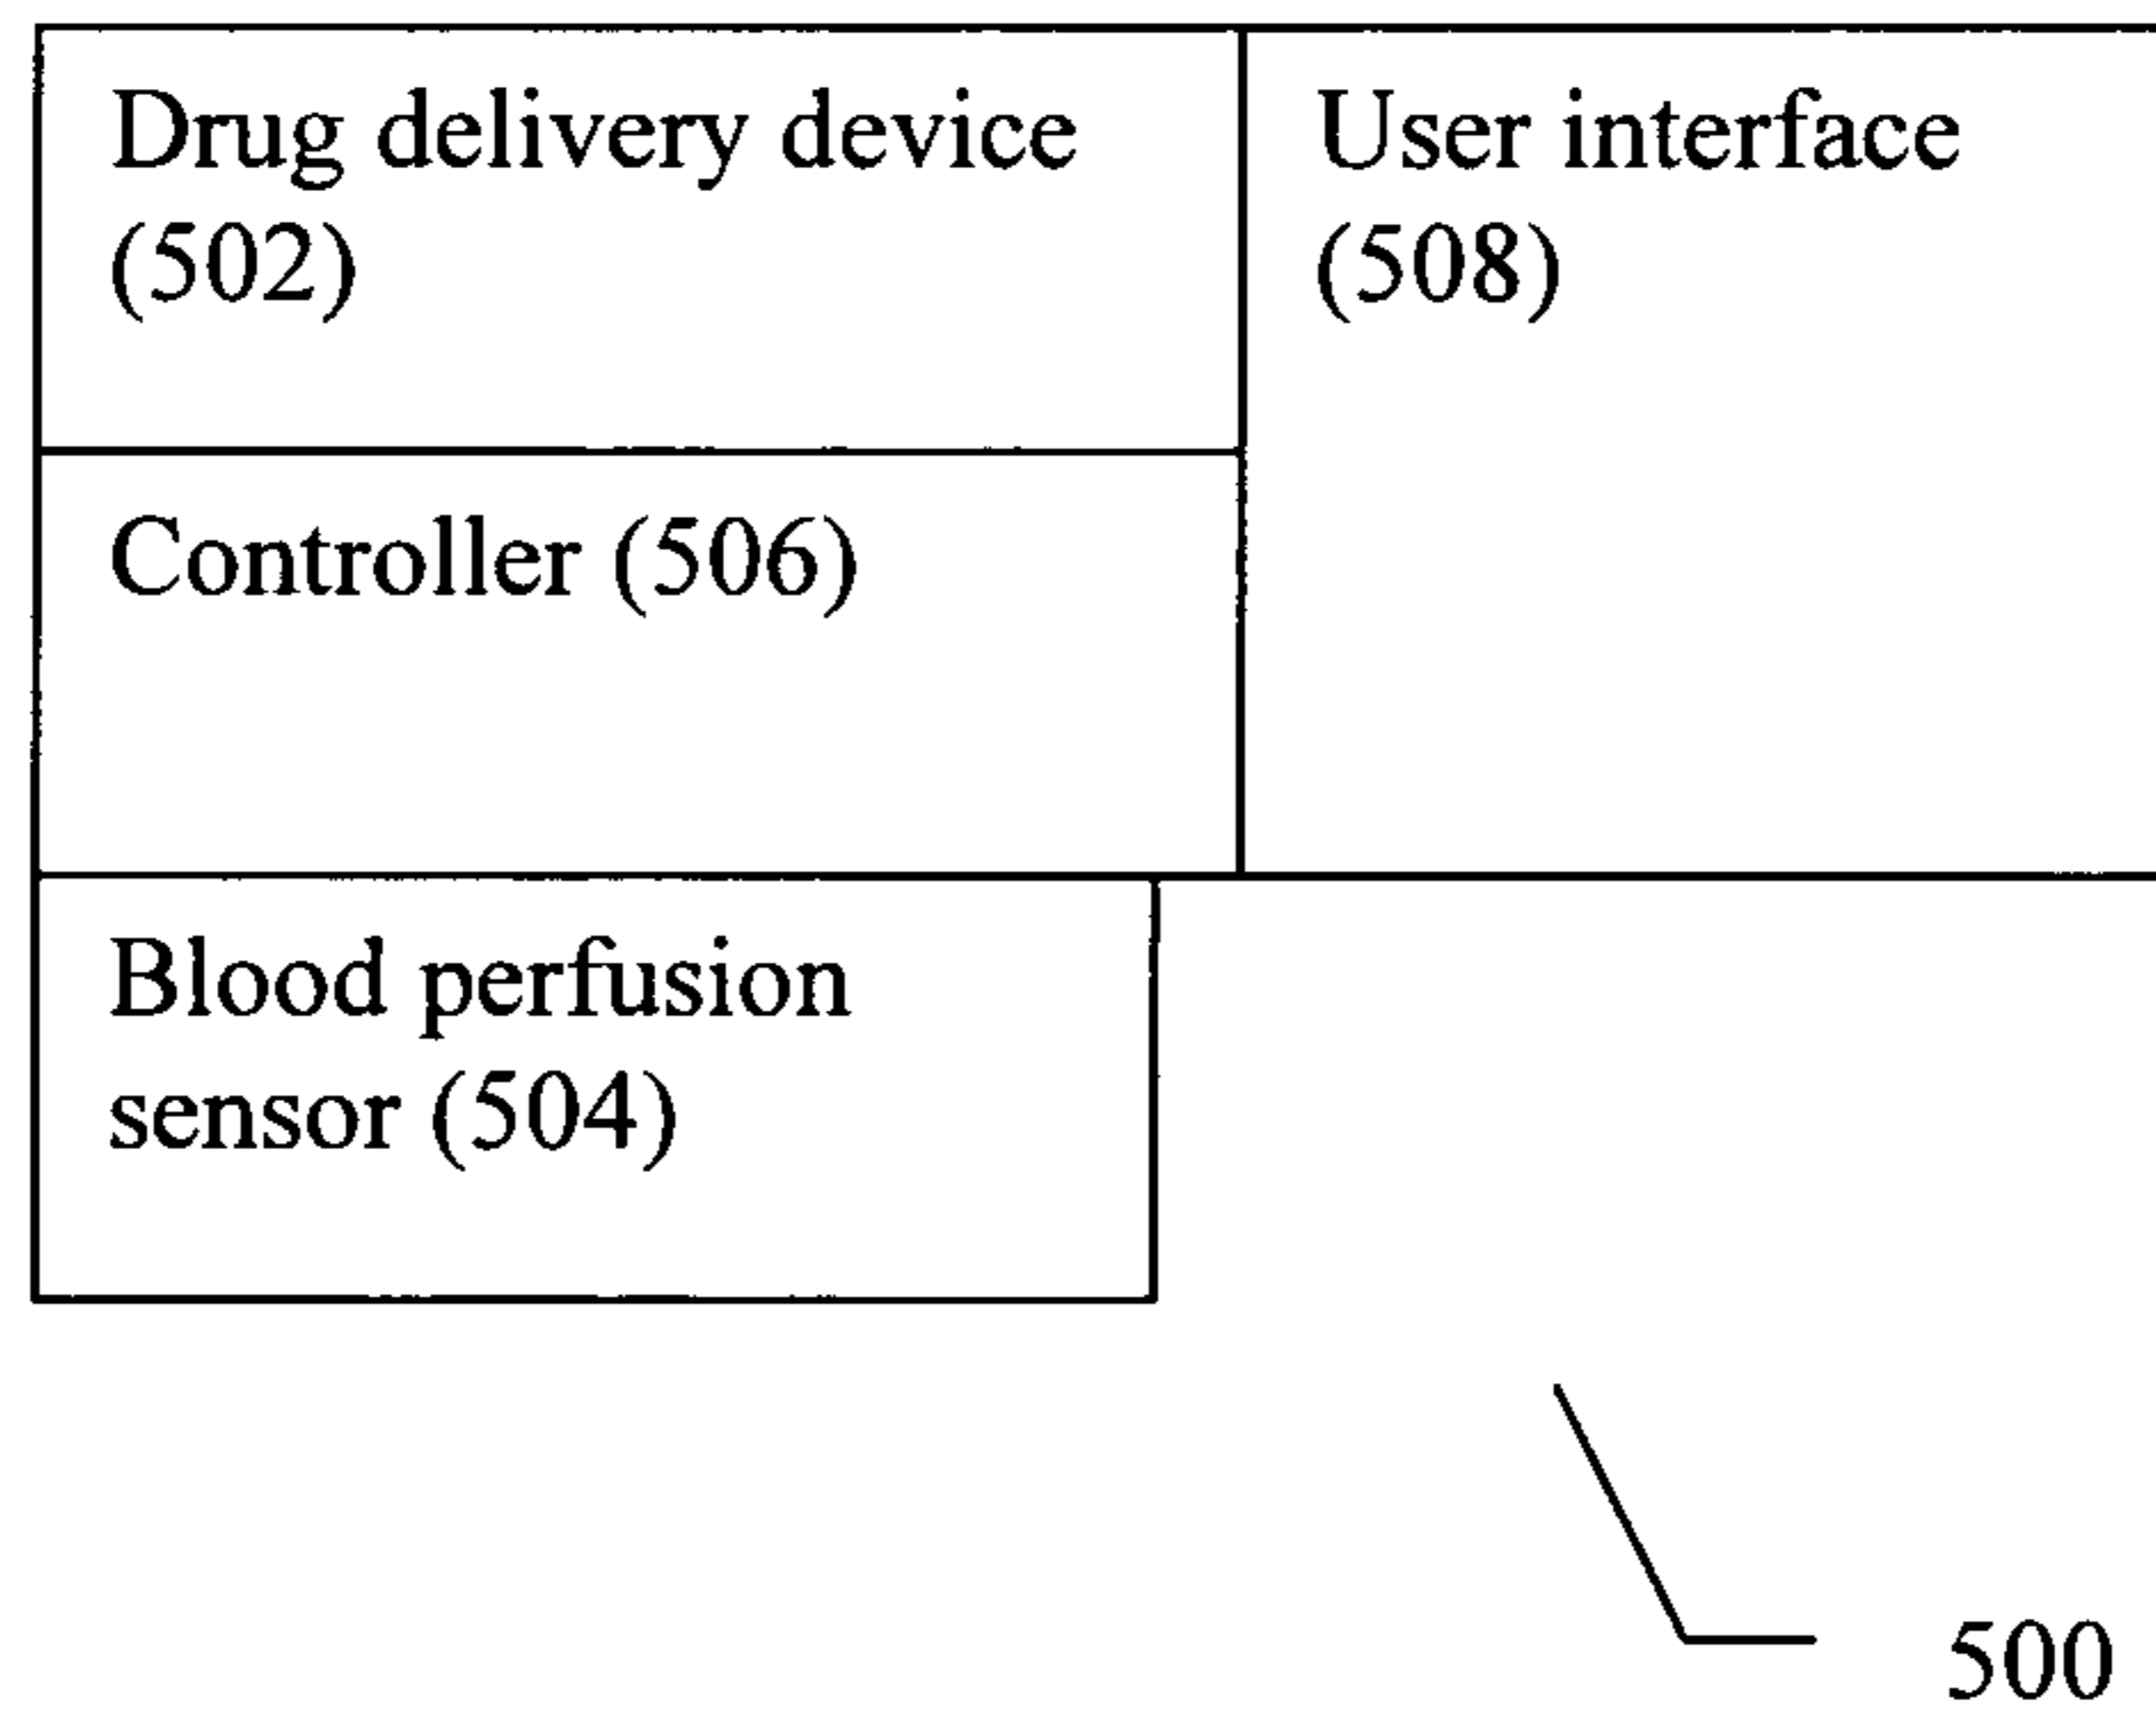 Drug delivery device
(502)
User interface
(508)
Controller (506)
Blood perfusion
sensor (504)
500